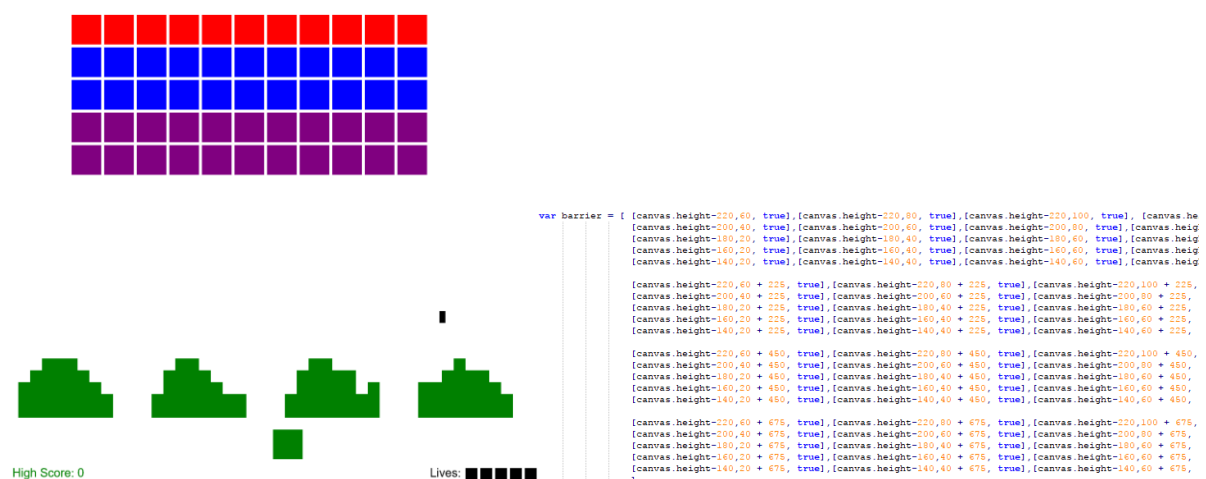 var barrier = [ [canvas.height-220,60, true],[canvas.height-220,80, true],[canvas.height-220,100, true], [canvas.he
[canvas.height-200,40, true],[canvas.height-200,60, true],[canvas.height-200,80, true],[canvas.heig
[canvas.height-180,20, true],[canvas.height-180,40, true],[canvas.height-180,60, true],[canvas.heig
[canvas.height-160,20, true],[canvas.height-160,40, true],[canvas.height-160,60, true],[canvas.heig
[canvas.height-140,20, true],[canvas.height-140,40, true],[canvas.height-140,60, true],[canvas.heig
[canvas.height-220,60 + 225, true],[canvas.height-220,80 + 225, true],[canvas.height-220,100 + 225,
[canvas.height-200,40 + 225, true],[canvas.height-200,60 + 225, true],[canvas.height-200,80 + 225,
[canvas.height-180,20 + 225, true],[canvas.height-180,40 + 225, true],[canvas.height-180,60 + 225,
[canvas.height-160,20 + 225, true],[canvas.height-160,40 + 225, true],[canvas.height-160,60 + 225,
[canvas.height-140,20 + 225, true],[canvas.height-140,40 + 225, true],[canvas.height-140,60 + 225,
[canvas.height-220,60 + 450, true],[canvas.height-220,80 + 450, true],[canvas.height-220,100 + 450,
[canvas.height-200,40 + 450, true],[canvas.height-200,60 + 450, true],[canvas.height-200,80 + 450,
[canvas.height-180,20 + 450, true],[canvas.height-180,40 + 450, true],[canvas.height-180,60 + 450,
[canvas.height-160,20 + 450, true],[canvas.height-160,40 + 450, true],[canvas.height-160,60 + 450,
[canvas.height-140,20 + 450, true],[canvas.height-140,40 + 450, true],[canvas.height-140,60 + 450,
[canvas.height-220,60 + 675, true],[canvas.height-220,80 + 675, true],[canvas.height-220,100 + 675,
[canvas.height-200,40 + 675, true],[canvas.height-200,60 + 675, true],[canvas.height-200,80 + 675,
[canvas.height-180,20 + 675, true],[canvas.height-180,40 + 675, true],[canvas.height-180,60 + 675,
[canvas.height-160,20 + 675, true],[canvas.height-160,40 + 675, true],[canvas.height-160,60 + 675,
[canvas.height-140,20 + 675, true],[canvas.height-140,40 + 675, true],[canvas.height-140,60 + 675,
High Score: 0
Lives: